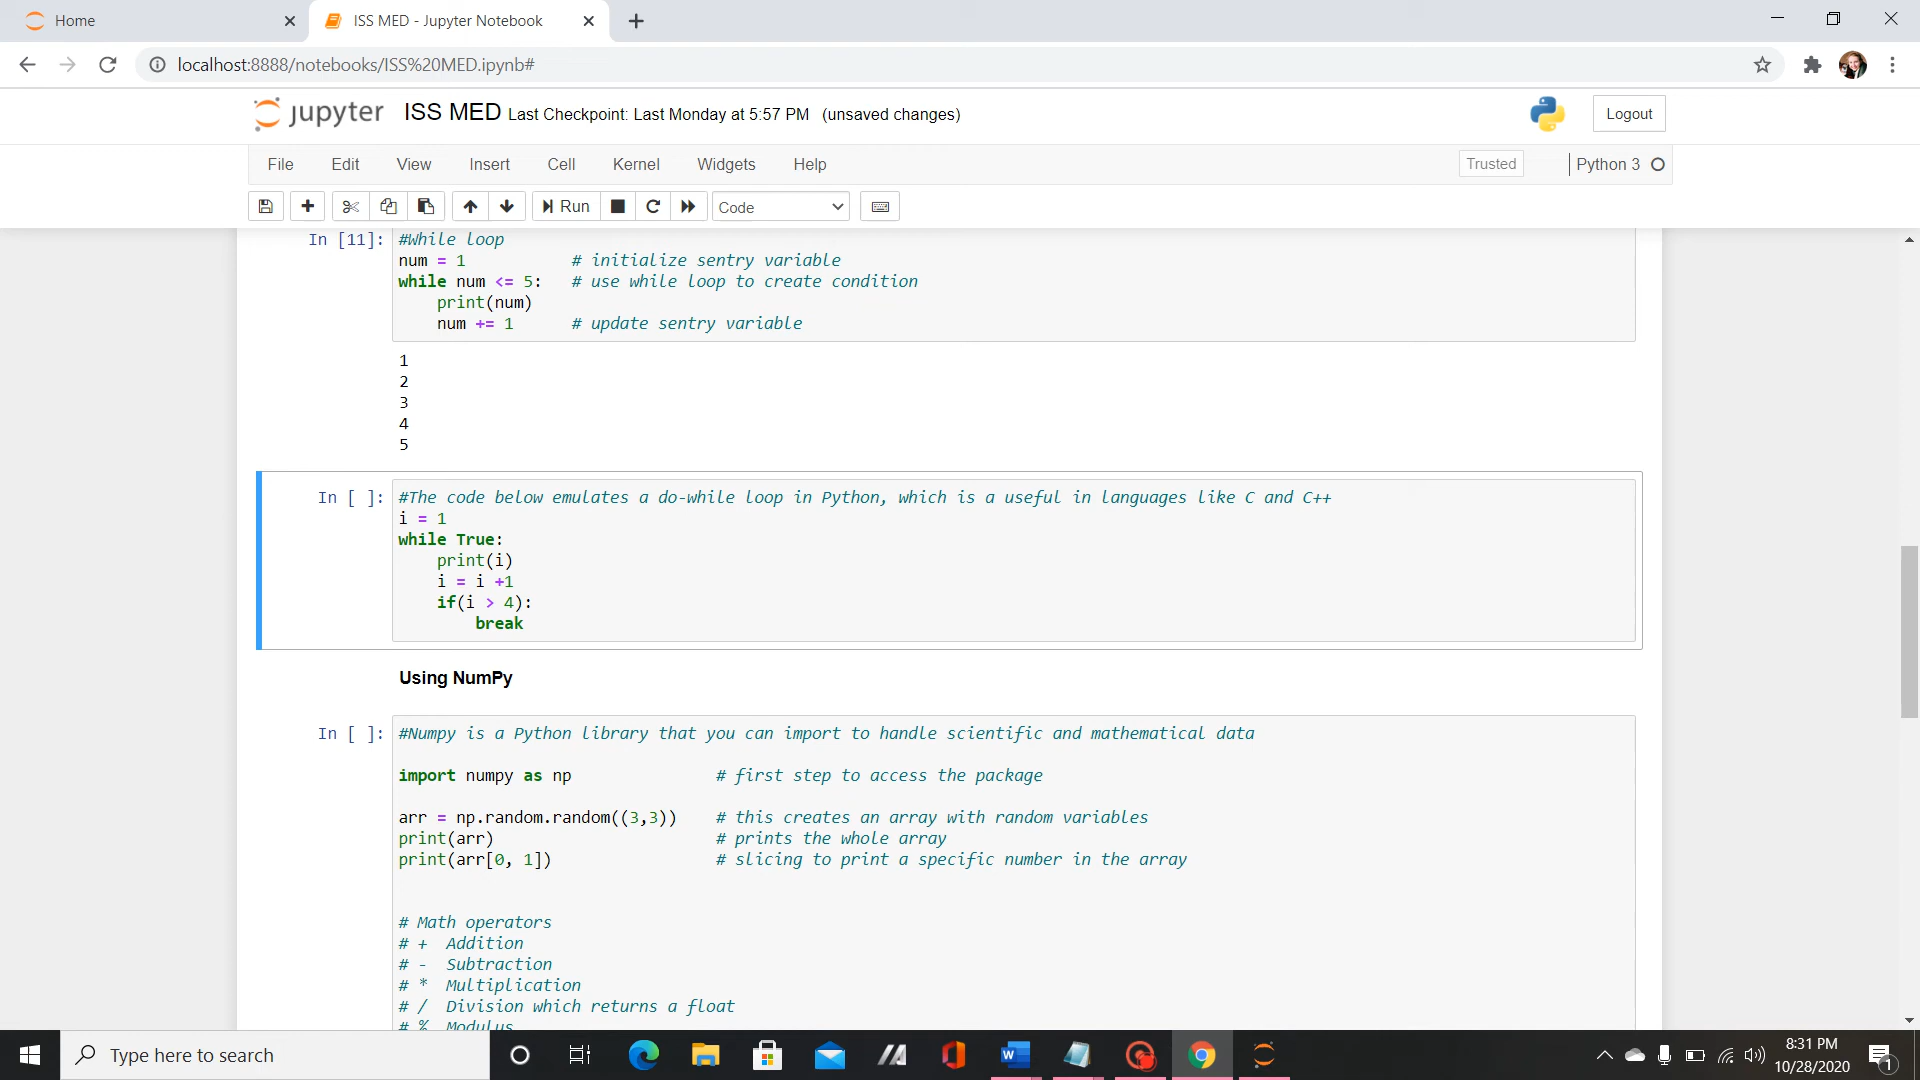 Home
ISS MED - Jupyter Notebook
localhost:8888/notebooks/ISS%20MED.ipynb#
jupyter ISS MED Last Checkpoint: Last Monday at 5:57 PM (unsaved changes)
Logout
File Edit View Insert Cell Kernel Widgets Help
Trusted
Python 3
Run
Code
In [11]: #While loop
num = 1 # initialize sentry variable
while num <= 5: # use while loop to create condition
print(num)
num += 1 # update sentry variable
1
2
3
4
5
In [ ]: #The code below emulates a do-while loop in Python, which is a useful in languages like C and C++
i = 1
while True:
print(i)
i = i +1
if(i > 4):
break
Using NumPy
In [ ]: #Numpy is a Python library that you can import to handle scientific and mathematical data
import numpy as np # first step to access the package
arr = np.random.random((3,3)) # this creates an array with random variables
print(arr) # prints the whole array
print(arr[0, 1]) # slicing to print a specific number in the array
# Math operators
# + Addition
# - Subtraction
# * Multiplication
# / Division which returns a float
# % Modulus
Type here to search
8:31 PM
10/28/2020
1